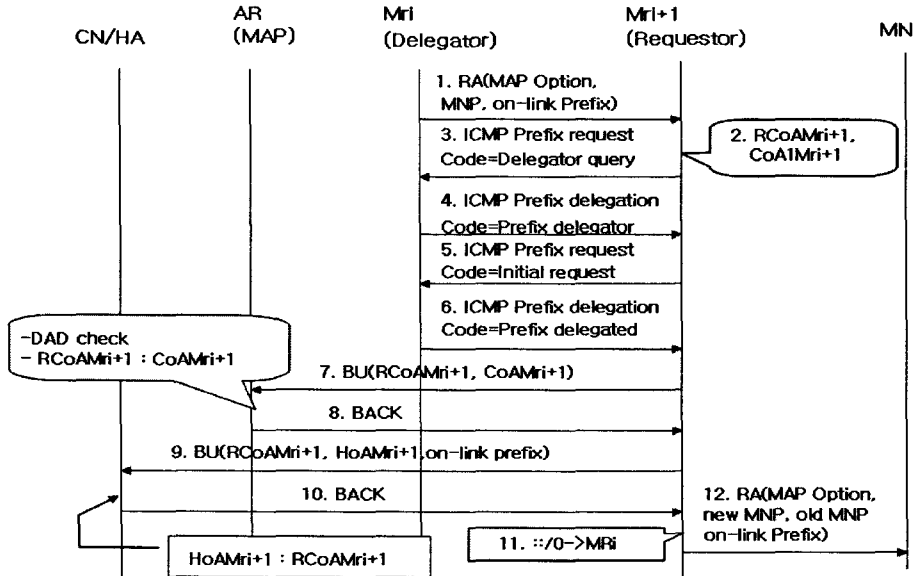 CN/HA
AR
(MAP)
Mri
(Delegator)
Mri+1
(Requestor)
MN
1. RA(MAP Option,
MNP, on-link Prefix)
2. RCoAMri+1,
CoA1Mri+1
3. ICMP Prefix request
Code=Delegator query
4. ICMP Prefix delegation
Code=Prefix delegator
5. ICMP Prefix request
Code=Initial request
6. ICMP Prefix delegation
Code=Prefix delegated
-DAD check
- RCoAMri+1 : CoAMri+1
7. BU(RCoAMri+1, CoAMri+1)
8. BACK
9. BU(RCoAMri+1, HoAMri+1,on-link prefix)
10. BACK
HoAMri+1 : RCoAMri+1
11. ::/0->MRi
12. RA(MAP Option,
new MNP, old MNP
on-link Prefix)